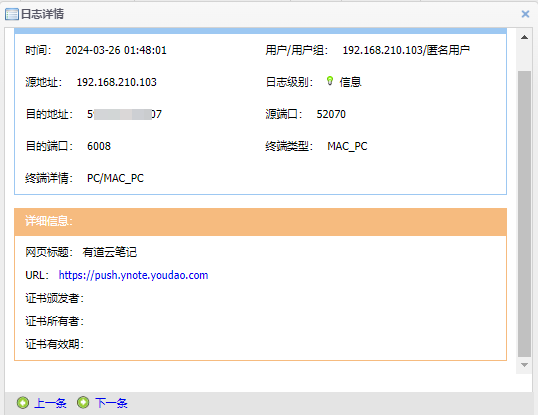 日志详情
时间： 2024-03-26 01:48:01 用户/用户组： 192.168.210.103/匿名用户
源地址： 192.168.210.103 日志级别： 信息
目的地址： 5 07 源端口： 52070
目的端口： 6008 终端类型： MAC_PC
终端详情： PC/MAC_PC
详细信息：
网页标题： 有道云笔记
URL： https://push.ynote.youdao.com
证书颁发者：
证书所有者：
证书有效期：
上一条 下一条